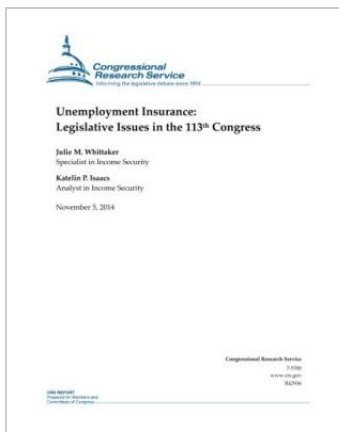 Congressional
Research Service
Informing the legislative debate since 1914
Unemployment Insurance:
Legislative Issues in the 113th Congress
Julie M. Whittaker
Specialist in Income Security
Katelin P. Isaacs
Analyst in Income Security
November 5, 2014
Congressional Research Service
7-5700
www.crs.gov
R42936
CRS REPORT
Prepared for Members and
Committees of Congress